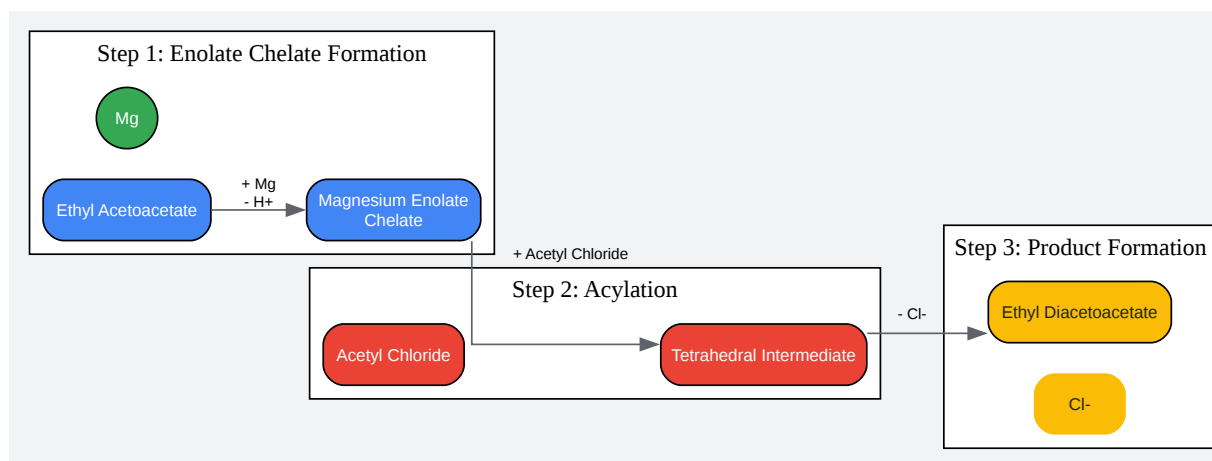 Step 1: Enolate Chelate Formation
Mg
Ethyl Acetoacetate
+ Mg
- H+
Magnesium Enolate
Chelate
+ Acetyl Chloride
Step 2: Acylation
Acetyl Chloride
Tetrahedral Intermediate
- Cl-
Step 3: Product Formation
Ethyl Diacetoacetate
Cl-